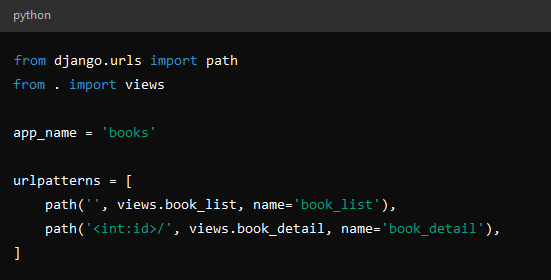 python
from django.urls import path
from . import views
app_name = 'books'
urlpatterns = [
    path('', views.book_list, name='book_list'),
    path('<int:id>/', views.book_detail, name='book_detail'),
]